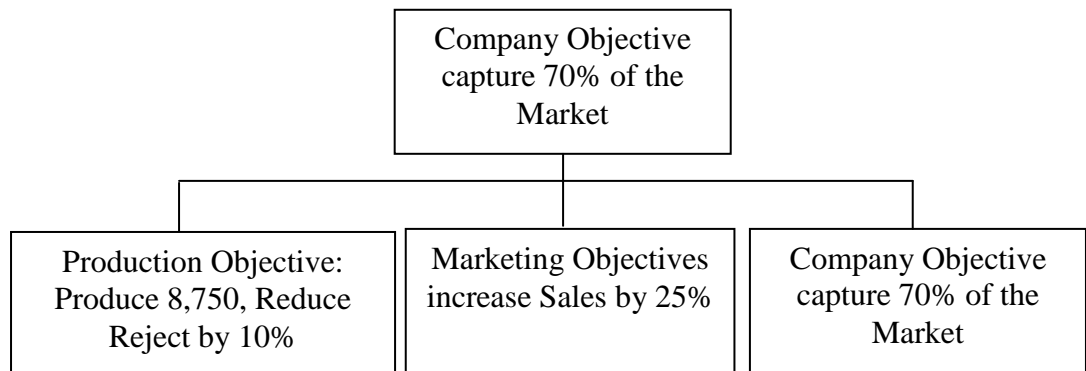 Company Objective
capture 70% of the
Market
Production Objective:
Produce 8,750, Reduce
Reject by 10%
Marketing Objectives
increase Sales by 25%
Company Objective
capture 70% of the
Market